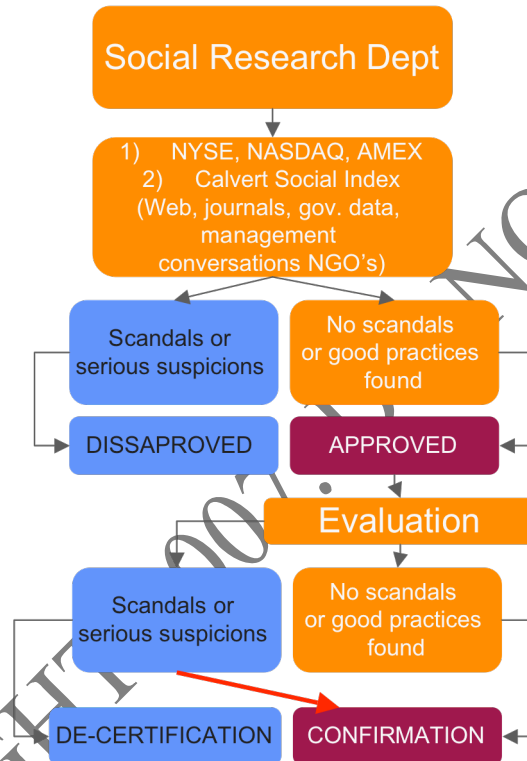 Social Research Dept
1) NYSE, NASDAQ, AMEX
2) Calvert Social Index
(Web, journals, gov. data,
management
conversations NGO's)
Scandals or
serious suspicions
No scandals
or good practices
found
DISSAPROVED
APPROVED
Evaluation
Scandals or
serious suspicions
No scandals
or good practices
found
DE-CERTIFICATION
CONFIRMATION